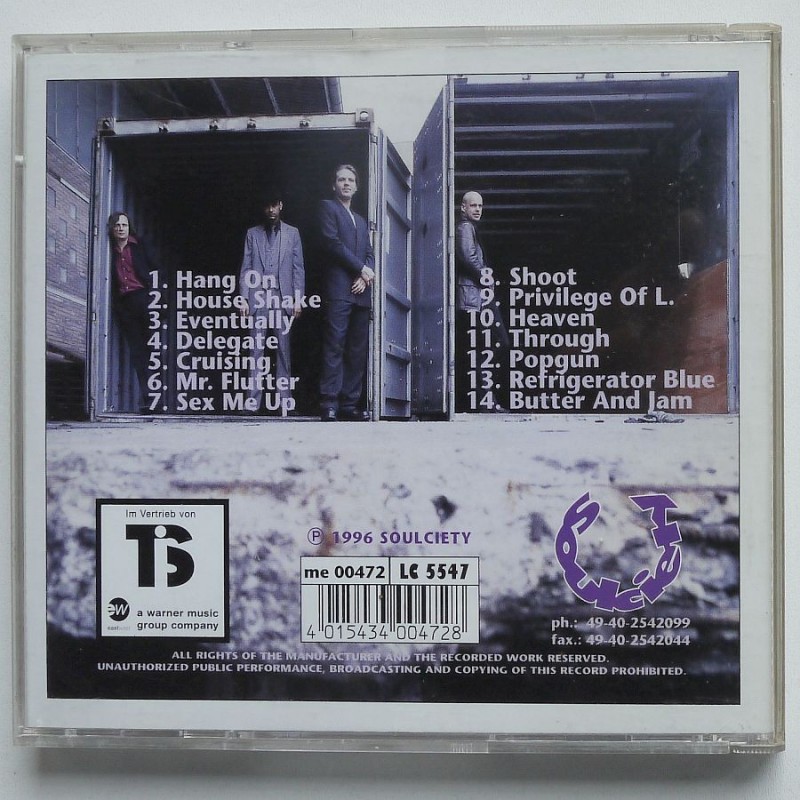 1. Hang On
2. House Shake
3. Eventually
4. Delegate
5. Cruising
6. Mr. Flutter
7. Sex Me Up
8. Shoot
9. Privilege Of L.
10. Heaven
11. Through
12. Popgun
13. Refrigerator Blue
14. Butter And Jam
Im Vertrieb von
TIS
ew
eastwest
a warner music
group company
℗ 1996 SOULCIETY
me 00472 LC 5547
4 015434 004728
Soulciety
ph.: 49-40-2542099
fax.: 49-40-2542044
ALL RIGHTS OF THE MANUFACTURER AND THE RECORDED WORK RESERVED.
UNAUTHORIZED PUBLIC PERFORMANCE, BROADCASTING AND COPYING OF THIS RECORD PROHIBITED.